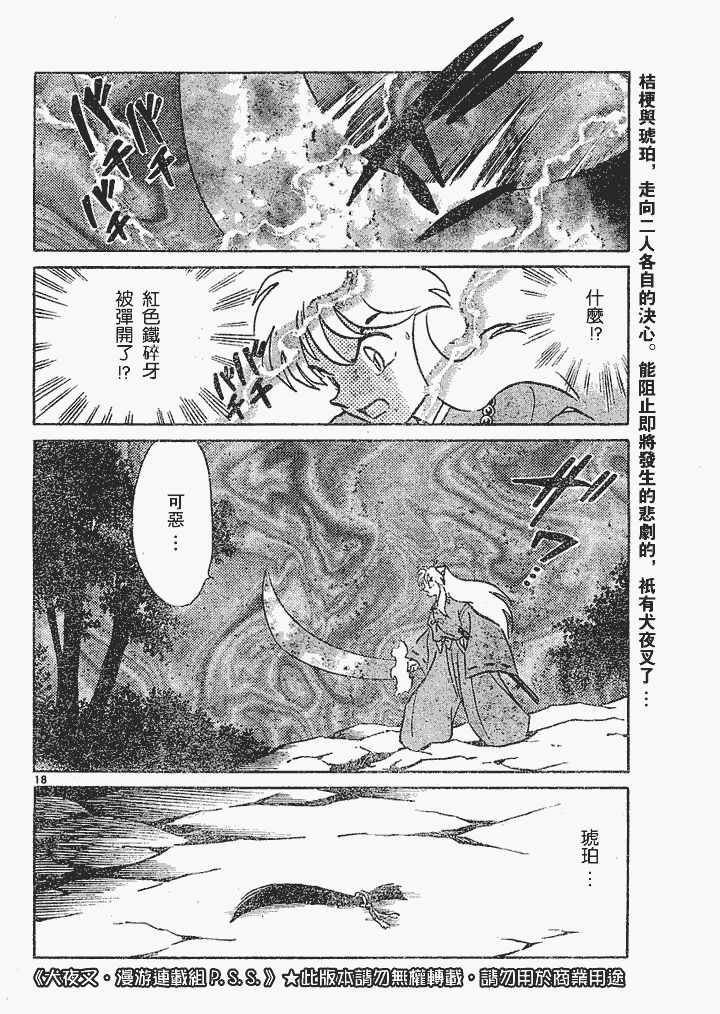 桔梗與琥珀，走向二人各自的決心。能阻止即將發生的悲劇的，祇有犬夜叉了…
バチ
バチ
バチ
什麼!?
紅色鐵碎牙
被彈開了!?
バチ
バチ
可惡…
18
琥珀…
《犬夜叉·漫游連載組P.S.S.》★此版本請勿無權轉載·請勿用於商業用途